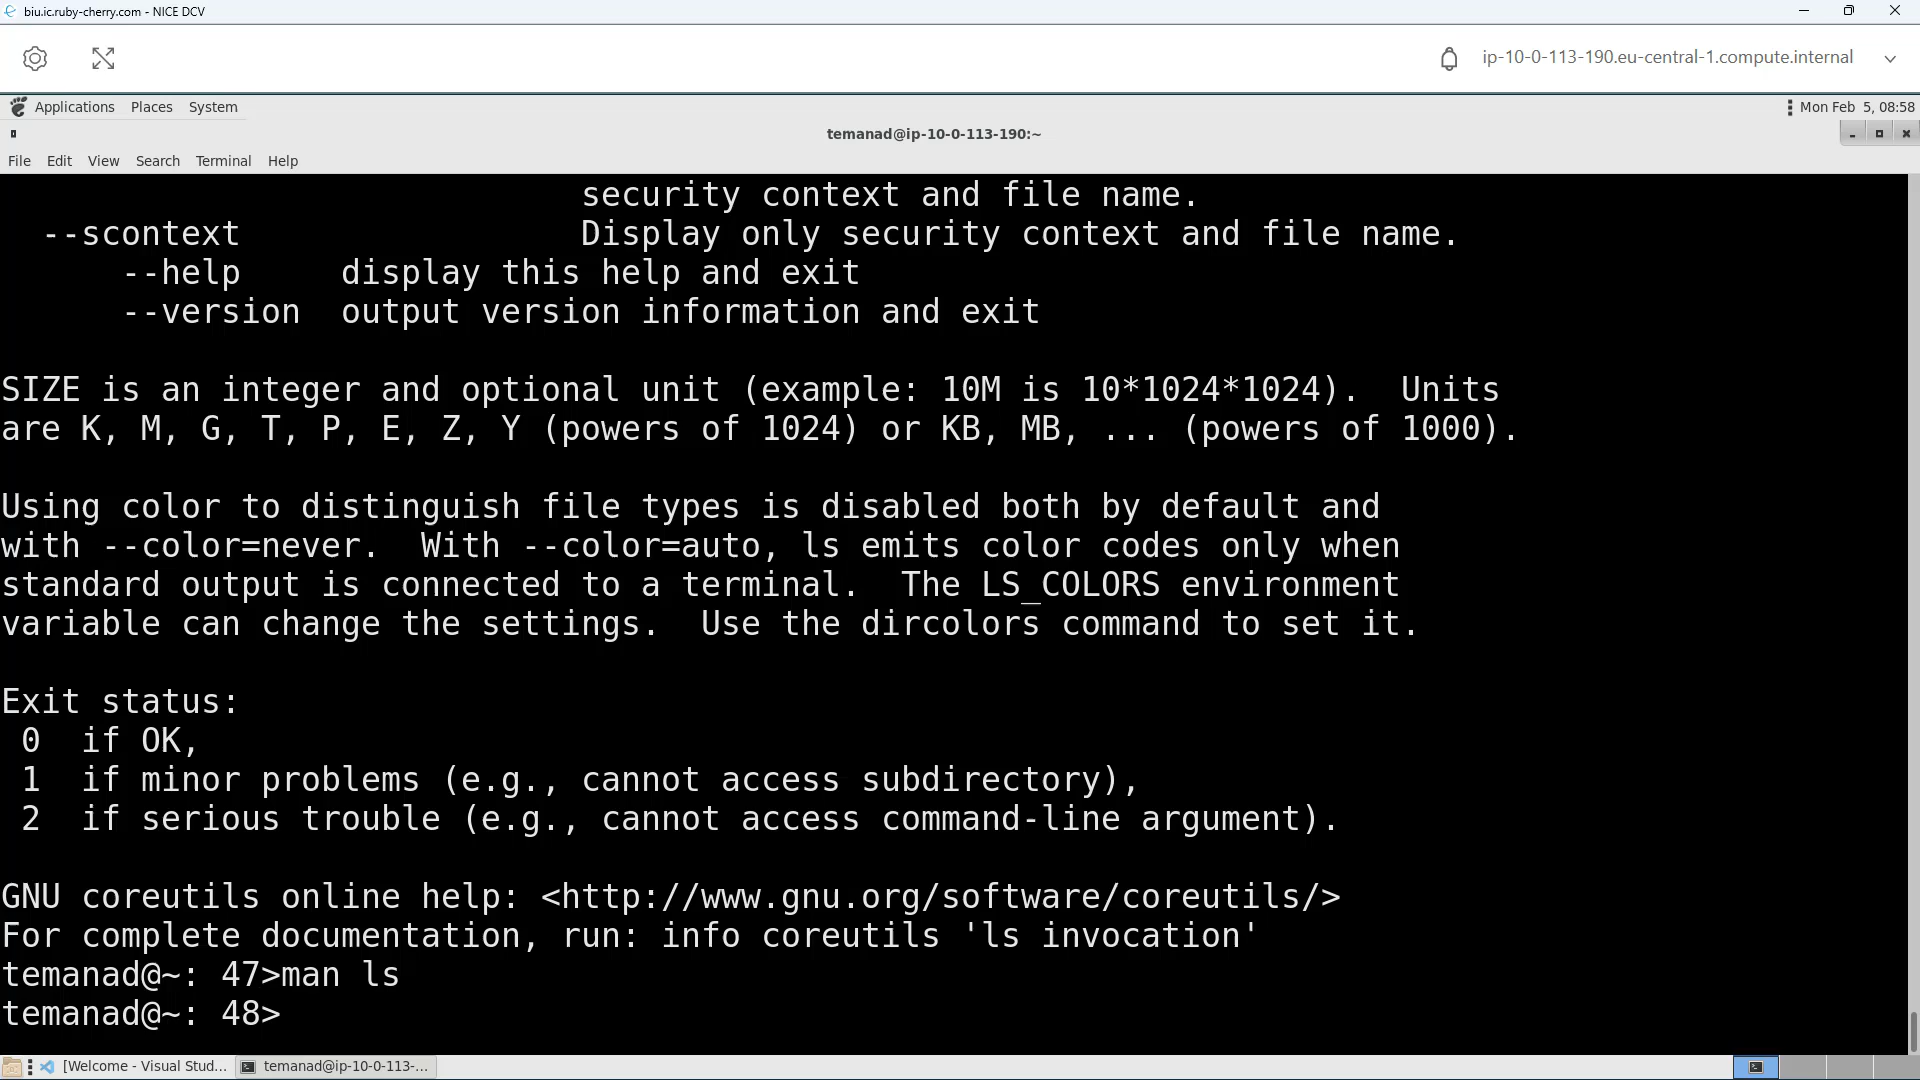 biu.ic.ruby-cherry.com - NICE DCV
ip-10-0-113-190.eu-central-1.compute.internal
Applications Places System Mon Feb 5, 08:58
temanad@ip-10-0-113-190:~
File Edit View Search Terminal Help
security context and file name.
--scontext Display only security context and file name.
--help display this help and exit
--version output version information and exit
SIZE is an integer and optional unit (example: 10M is 10*1024*1024). Units
are K, M, G, T, P, E, Z, Y (powers of 1024) or KB, MB, ... (powers of 1000).
Using color to distinguish file types is disabled both by default and
with --color=never. With --color=auto, ls emits color codes only when
standard output is connected to a terminal. The LS_COLORS environment
variable can change the settings. Use the dircolors command to set it.
Exit status:
0 if OK,
1 if minor problems (e.g., cannot access subdirectory),
2 if serious trouble (e.g., cannot access command-line argument).
GNU coreutils online help: <http://www.gnu.org/software/coreutils/>
For complete documentation, run: info coreutils 'ls invocation'
temanad@~: 47>man ls
temanad@~: 48>
[Welcome - Visual Stud... temanad@ip-10-0-113-...